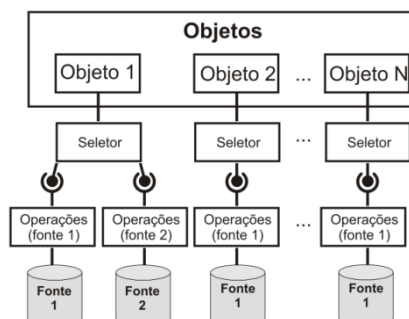 Objetos
Objeto 1 Objeto 2 ... Objeto N
Seletor Seletor ... Seletor
Operações Operações Operações ... Operações
(fonte 1) (fonte 2) (fonte 1) (fonte 1)
Fonte Fonte Fonte Fonte
1 2 1 1